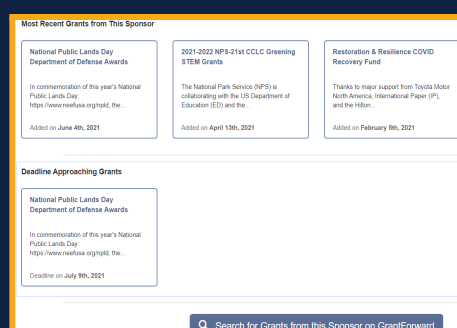 Most Recent Grants from This Sponsor
National Public Lands Day
Department of Defense Awards
In commemoration of this year's National
Public Lands Day:
https://www.neefusa.org/npld, the...
Added on June 4th, 2021
2021-2022 NPS-21st CCLC Greening
STEM Grants
The National Park Service (NPS) is
collaborating with the US Department of
Education (ED) and the...
Added on April 13th, 2021
Restoration & Resilience COVID
Recovery Fund
Thanks to major support from Toyota Motor
North America, International Paper (IP),
and the Hilton...
Added on February 5th, 2021
Deadline Approaching Grants
National Public Lands Day
Department of Defense Awards
In commemoration of this year's National
Public Lands Day:
https://www.neefusa.org/npld, the...
Deadline on July 9th, 2021
Search for Grants from this Sponsor on GrantForward